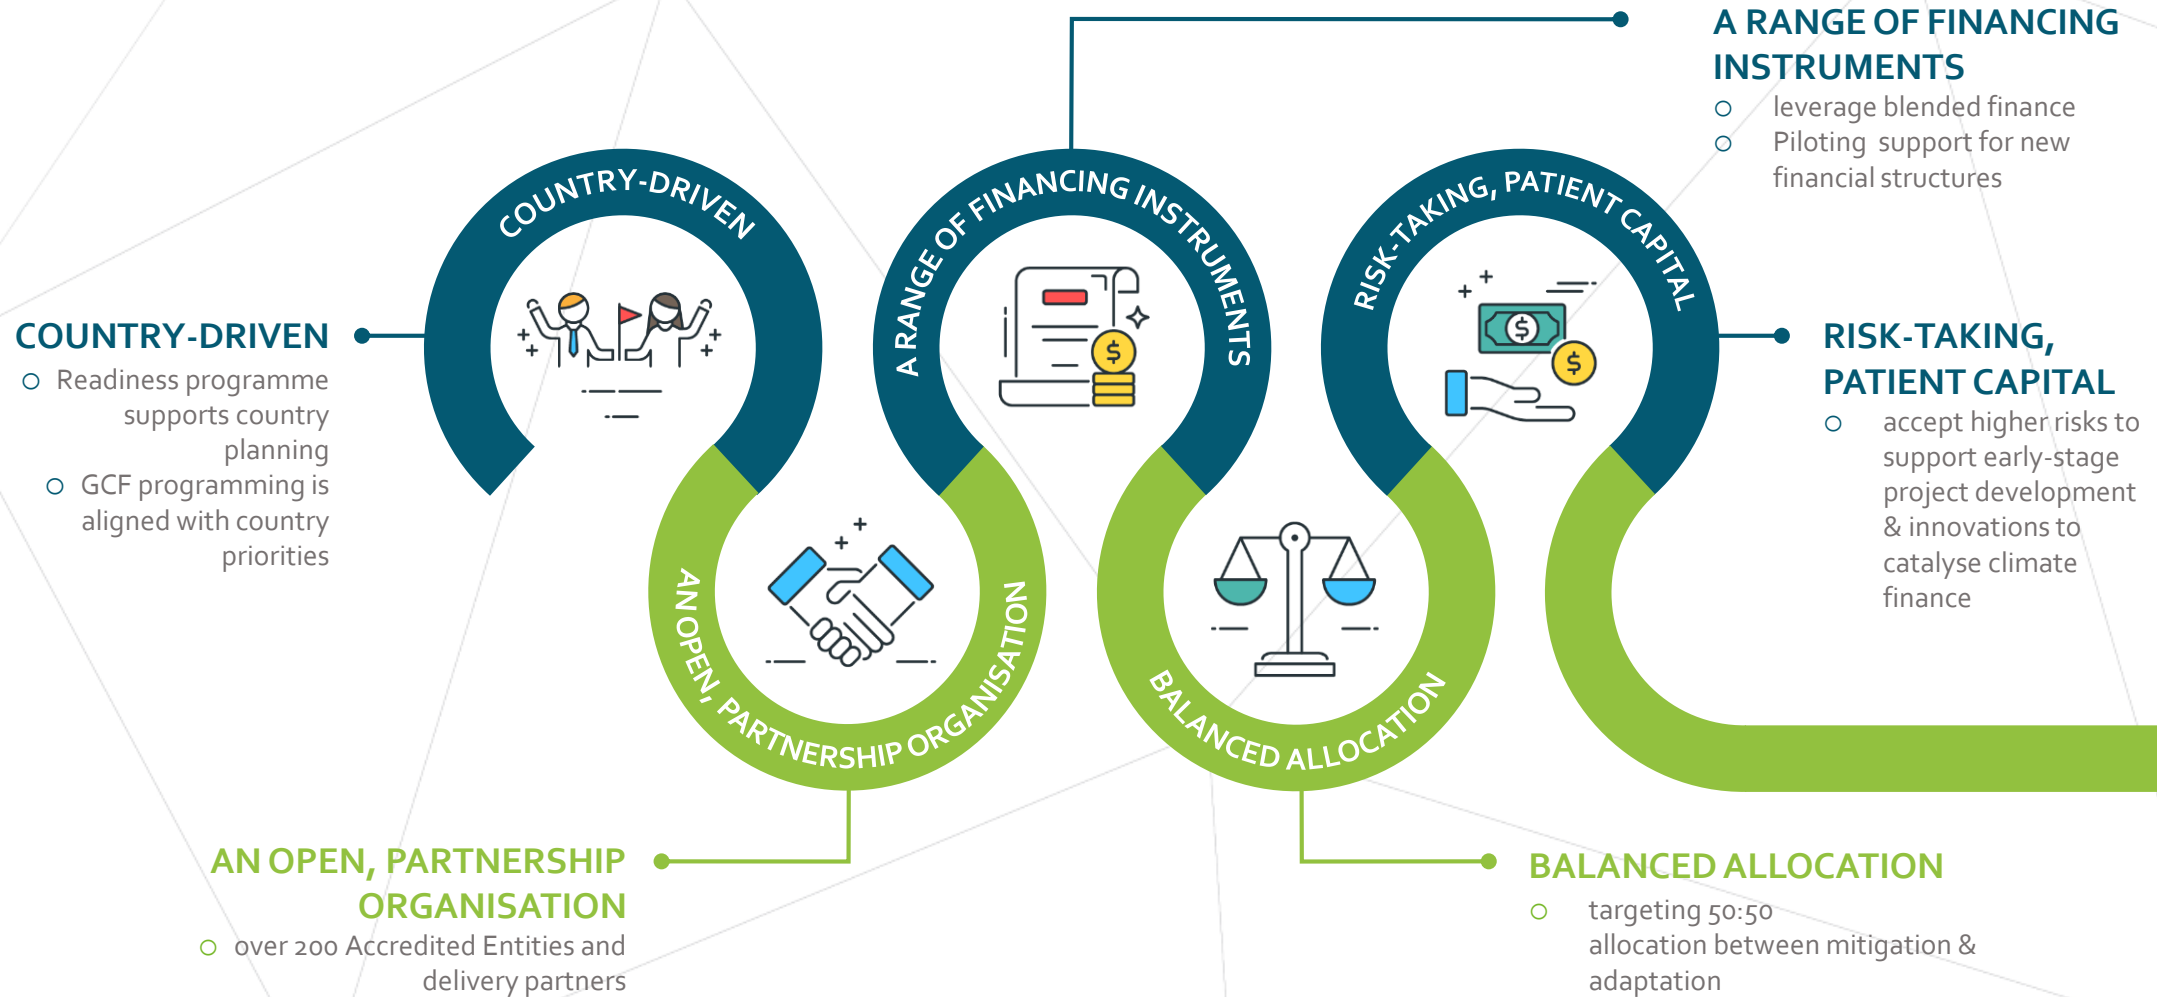 A RANGE OF FINANCING
INSTRUMENTS
leverage blended finance
Piloting support for new
financial structures
COUNTRY-DRIVEN
A RANGE OF FINANCING INSTRUMENTS
RISK-TAKING, PATIENT CAPITAL
COUNTRY-DRIVEN
Readiness programme
supports country
planning
GCF programming is
aligned with country
priorities
$
$
$
RISK-TAKING,
PATIENT CAPITAL
accept higher risks to
support early-stage
project development
& innovations to
catalyse climate
finance
AN OPEN, PARTNERSHIP ORGANISATION
BALANCED ALLOCATION
AN OPEN, PARTNERSHIP
ORGANISATION
over 200 Accredited Entities and
delivery partners
BALANCED ALLOCATION
targeting 50:50
allocation between mitigation &
adaptation